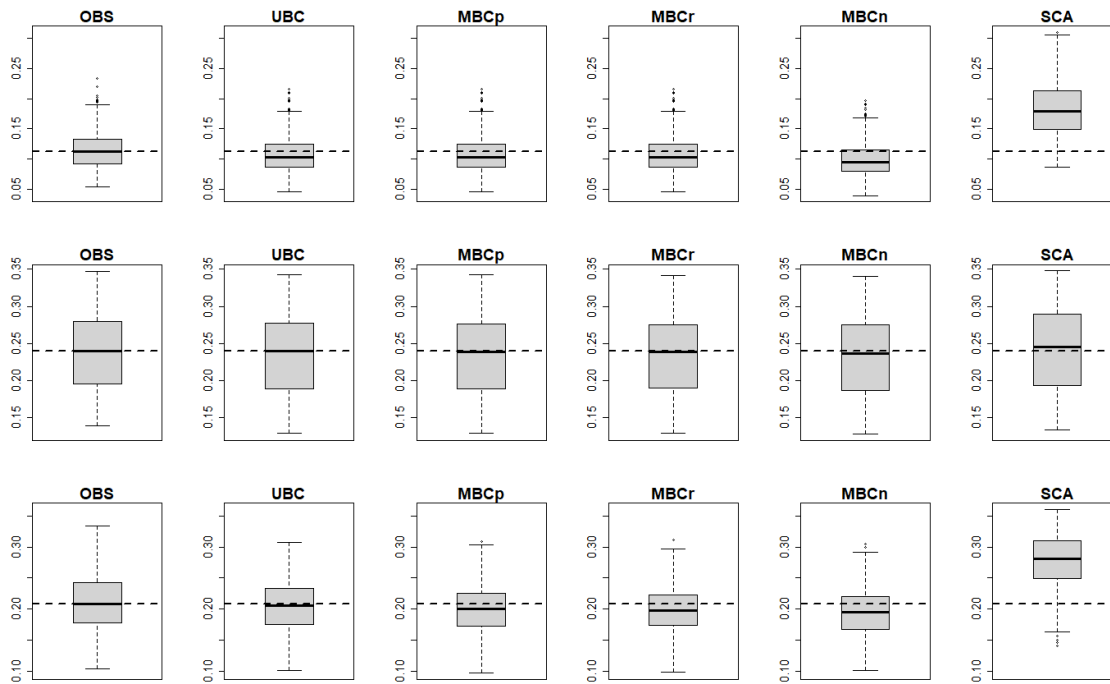 OBS UBC MBCp MBCr MBCn SCA
0.25 0.25 0.25 0.25 0.25 0.25
0.15 0.15 0.15 0.15 0.15 0.15
0.05 0.05 0.05 0.05 0.05 0.05
OBS UBC MBCp MBCr MBCn SCA
0.35 0.35 0.35 0.35 0.35 0.35
0.30 0.30 0.30 0.30 0.30 0.30
0.25 0.25 0.25 0.25 0.25 0.25
0.20 0.20 0.20 0.20 0.20 0.20
0.15 0.15 0.15 0.15 0.15 0.15
OBS UBC MBCp MBCr MBCn SCA
0.30 0.30 0.30 0.30 0.30 0.30
0.20 0.20 0.20 0.20 0.20 0.20
0.10 0.10 0.10 0.10 0.10 0.10